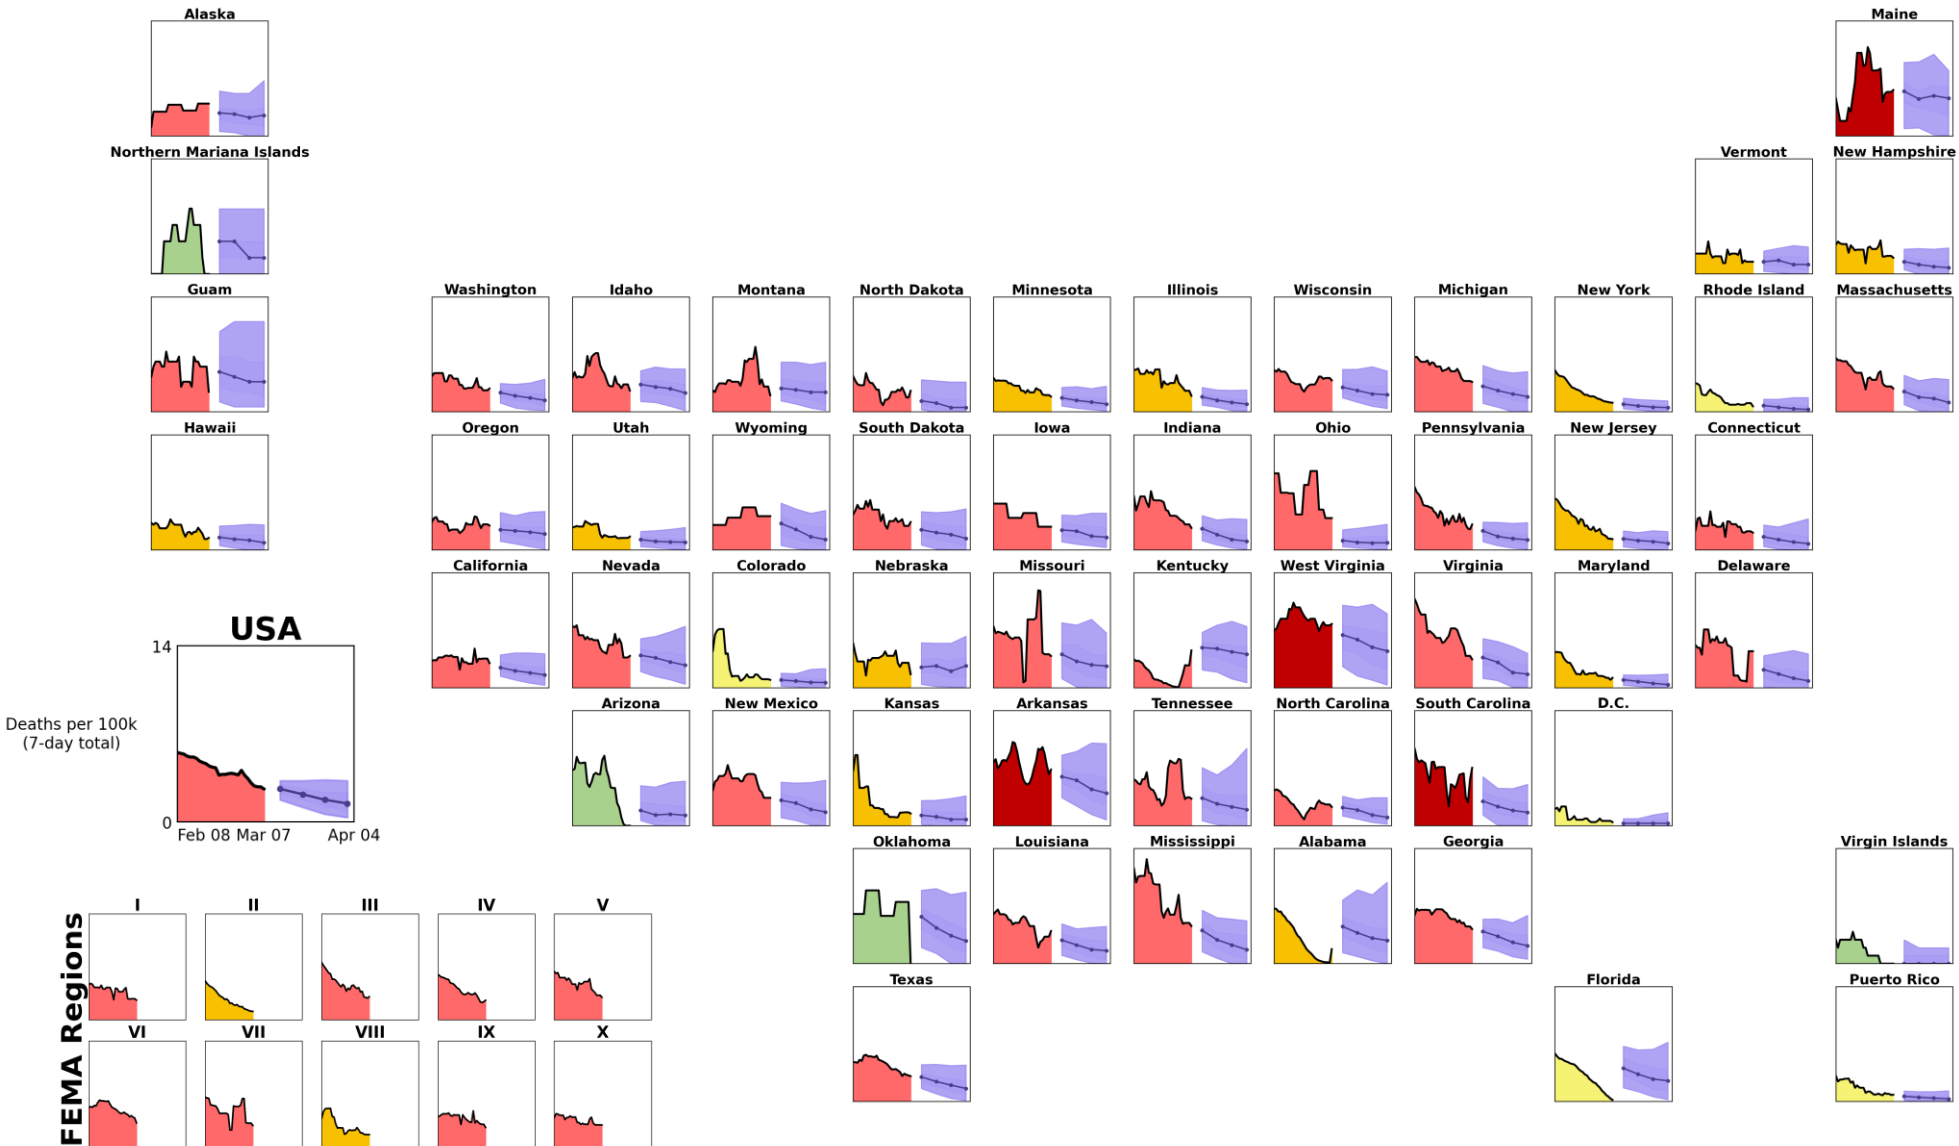 Alaska
Maine
Northern Mariana Islands
Vermont
New Hampshire
Guam
Washington
Idaho
Montana
North Dakota
Minnesota
Illinois
Wisconsin
Michigan
New York
Rhode Island
Massachusetts
Hawaii
Oregon
Utah
Wyoming
South Dakota
Iowa
Indiana
Ohio
Pennsylvania
New Jersey
Connecticut
California
Nevada
Colorado
Nebraska
Missouri
Kentucky
West Virginia
Virginia
Maryland
Delaware
USA
14
Deaths per 100k
(7-day total)
0
Feb 08
Mar 07
Apr 04
Arizona
New Mexico
Kansas
Arkansas
Tennessee
North Carolina
South Carolina
D.C.
Oklahoma
Louisiana
Mississippi
Alabama
Georgia
Virgin Islands
Texas
Florida
Puerto Rico
FEMA Regions
I
II
III
IV
V
VI
VII
VIII
IX
X